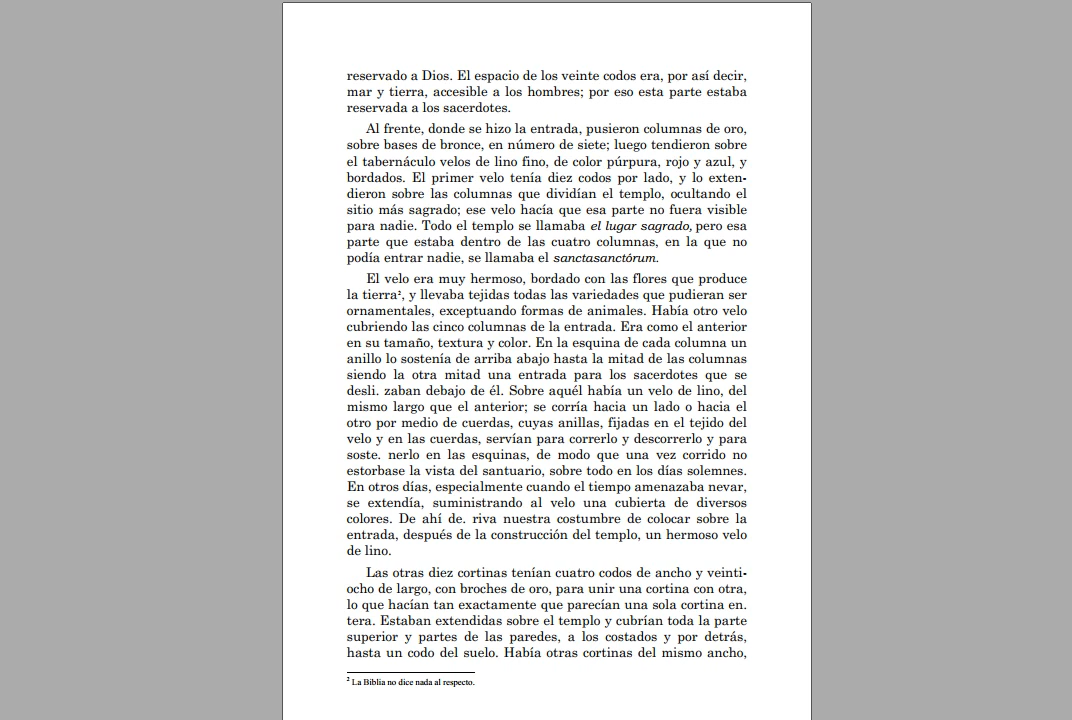 reservado a Dios. El espacio de los veinte codos era, por así decir,
mar y tierra, accesible a los hombres; por eso esta parte estaba
reservada a los sacerdotes.
Al frente, donde se hizo la entrada, pusieron columnas de oro,
sobre bases de bronce, en número de siete; luego tendieron sobre
el tabernáculo velos de lino fino, de color púrpura, rojo y azul, y
bordados. El primer velo tenía diez codos por lado, y lo exten-
dieron sobre las columnas que dividían el templo, ocultando el
sitio más sagrado; ese velo hacía que esa parte no fuera visible
para nadie. Todo el templo se llamaba el lugar sagrado, pero esa
parte que estaba dentro de las cuatro columnas, en la que no
podía entrar nadie, se llamaba el sanctasanctórum.
El velo era muy hermoso, bordado con las flores que produce
la tierra², y llevaba tejidas todas las variedades que pudieran ser
ornamentales, exceptuando formas de animales. Había otro velo
cubriendo las cinco columnas de la entrada. Era como el anterior
en su tamaño, textura y color. En la esquina de cada columna un
anillo lo sostenía de arriba abajo hasta la mitad de las columnas
siendo la otra mitad una entrada para los sacerdotes que se
desli. zaban debajo de él. Sobre aquél había un velo de lino, del
mismo largo que el anterior; se corría hacia un lado o hacia el
otro por medio de cuerdas, cuyas anillas, fijadas en el tejido del
velo y en las cuerdas, servían para correrlo y descorrerlo y para
soste. nerlo en las esquinas, de modo que una vez corrido no
estorbase la vista del santuario, sobre todo en los días solemnes.
En otros días, especialmente cuando el tiempo amenazaba nevar,
se extendía, suministrando al velo una cubierta de diversos
colores. De ahí de. riva nuestra costumbre de colocar sobre la
entrada, después de la construcción del templo, un hermoso velo
de lino.
Las otras diez cortinas tenían cuatro codos de ancho y veinti-
ocho de largo, con broches de oro, para unir una cortina con otra,
lo que hacían tan exactamente que parecían una sola cortina en.
tera. Estaban extendidas sobre el templo y cubrían toda la parte
superior y partes de las paredes, a los costados y por detrás,
hasta un codo del suelo. Había otras cortinas del mismo ancho,
² La Biblia no dice nada al respecto.